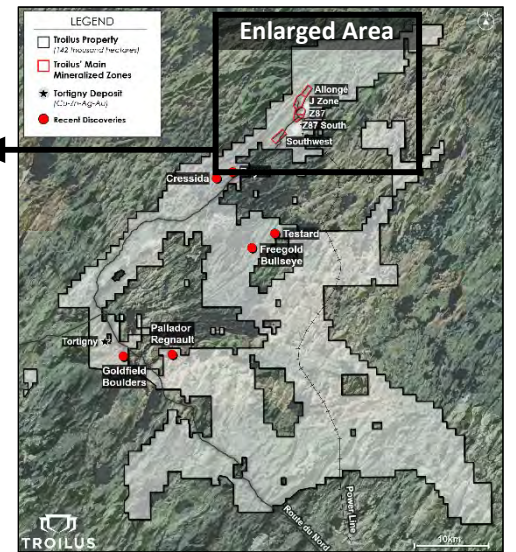 LEGEND
Troilus Property
(142 thousand hectares)
Troilus' Main
Mineralized Zones
Tortigny Deposit
(Cu-Zn-Ag-Au)
Recent Discoveries
Enlarged Area
N
Allongé
J Zone
Z87
Z87 South
Southwest
Cressida
Testard
Freegold
Bullseye
Pallador
Regnault
Tortigny
Goldfield
Boulders
Power Line
Route du Nord
TROILUS
10km